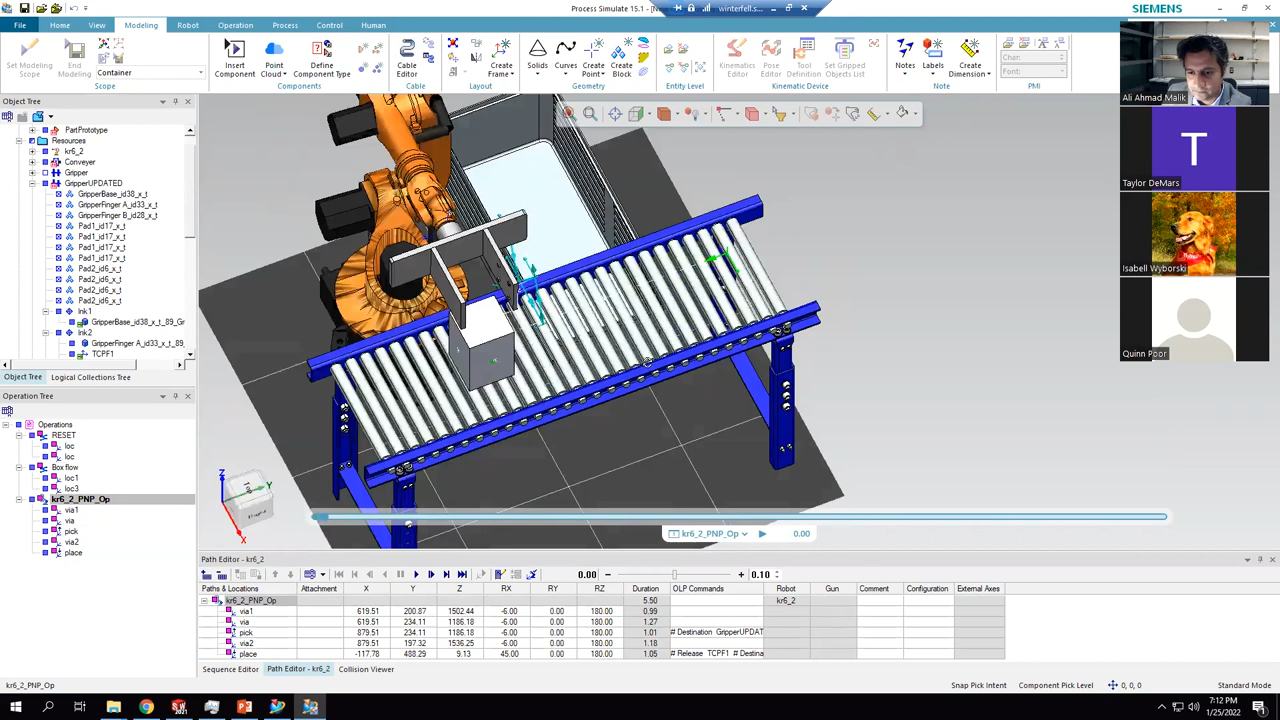 Process Simulate 15.1 - [Ne
winterfell.s...
SIEMENS
File Home View Modeling Robot Operation Process Control Human
Set Modeling Scope
End Modeling
Container
Scope
Insert Component
Point Cloud
Define Component Type
Components
Cable Editor
Cable
Create Frame
Layout
Solids
Curves
Create Point
Create Block
Geometry
Entity Level
Kinematics Editor
Pose Editor
Tool Definition
Set Gripped Objects List
Kinematic Device
Notes
Labels
Create Dimension
Note
Char:
Font:
PMI
Ali Ahmad Malik
T
Taylor DeMars
Isabell Wyborski
Quinn Poor
Object Tree
PartPrototype
Resources
kr6_2
Conveyer
Gripper
GripperUPDATED
GripperBase_id38_x_t
GripperFinger A_id33_x_t
GripperFinger B_id28_x_t
Pad1_id17_x_t
Pad1_id17_x_t
Pad1_id17_x_t
Pad1_id17_x_t
Pad2_id6_x_t
Pad2_id6_x_t
Pad2_id6_x_t
Pad2_id6_x_t
lnk1
GripperBase_id38_x_t_89_Gr
lnk2
GripperFinger A_id33_x_t_89_
TCPF1
Object Tree Logical Collections Tree
Operation Tree
Operations
RESET
loc
loc
Box flow
loc1
loc3
kr6_2_PNP_Op
via1
via
pick
via2
place
Z
Y
X
kr6_2_PNP_Op 0.00
Path Editor - kr6_2
0.00 0.10
Paths & Locations Attachment X Y Z RX RY RZ Duration OLP Commands Robot Gun Comment Configuration External Axes
kr6_2_PNP_Op 5.50 kr6_2
via1 619.51 200.87 1502.44 -6.00 0.00 180.00 0.99
via 619.51 234.11 1186.18 -6.00 0.00 180.00 1.27
pick 879.51 234.11 1186.18 -6.00 0.00 180.00 1.01 # Destination GripperUPDAT
via2 879.51 197.32 1536.25 -6.00 0.00 180.00 1.18
place -117.78 488.29 9.13 45.00 0.00 180.00 1.05 # Release TCPF1 # Destina
Sequence Editor Path Editor - kr6_2 Collision Viewer
kr6_2_PNP_Op
Snap Pick Intent Component Pick Level 0, 0, 0 Standard Mode
7:12 PM
1/25/2022